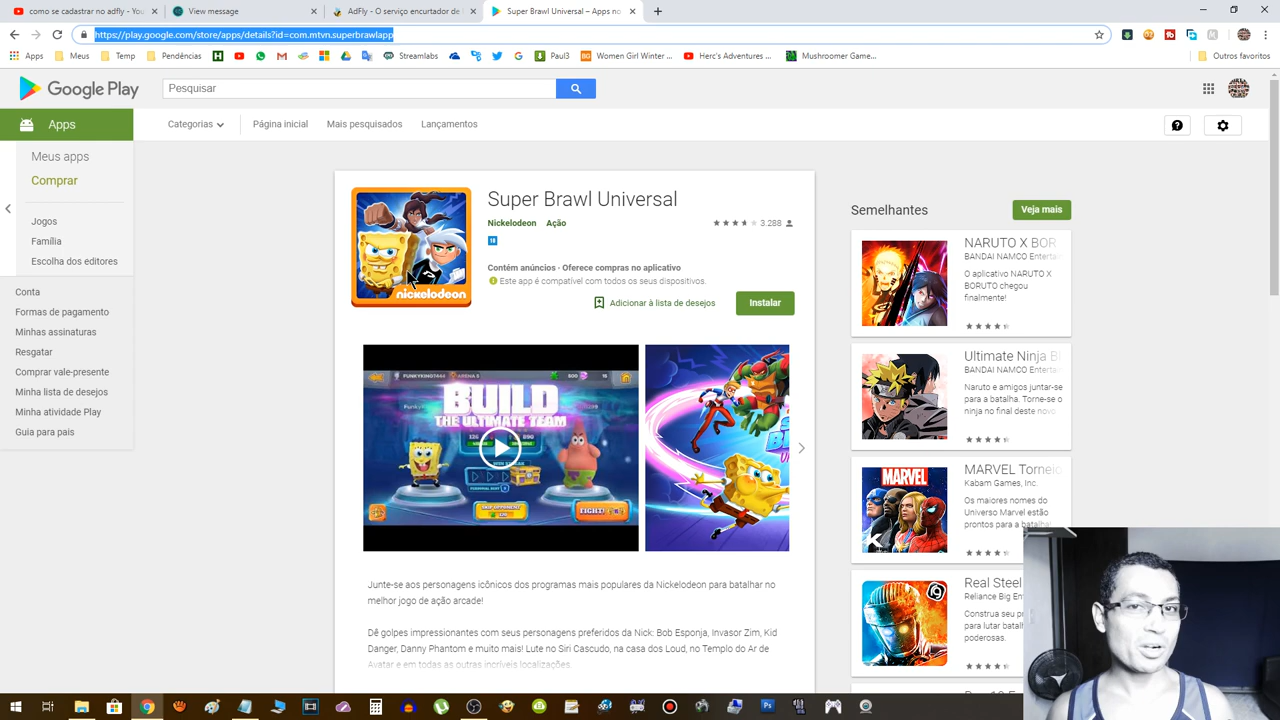 como se cadastrar no adfly - You
View message
AdFly - O serviço encurtador de l
Super Brawl Universal – Apps no
https://play.google.com/store/apps/details?id=com.mtvn.superbrawlapp
Apps
Meus
Temp
Pendências
Streamlabs
Paul3
Women Girl Winter ...
Herc's Adventures ...
Mushroomer Game...
Outros favoritos
Google Play
Pesquisar
Apps
Categorias
Página inicial
Mais pesquisados
Lançamentos
Meus apps
Comprar
Jogos
Família
Escolha dos editores
Conta
Formas de pagamento
Minhas assinaturas
Resgatar
Comprar vale-presente
Minha lista de desejos
Minha atividade Play
Guia para pais
nickelodeon
Super Brawl Universal
Nickelodeon Ação
3.288
Contém anúncios · Oferece compras no aplicativo
Este app é compatível com todos os seus dispositivos.
Adicionar à lista de desejos
Instalar
BUILD
THE ULTIMATE TEAM
FIGHT!
Junte-se aos personagens icônicos dos programas mais populares da Nickelodeon para batalhar no
melhor jogo de ação arcade!
Dê golpes impressionantes com seus personagens preferidos da Nick: Bob Esponja, Invasor Zim, Kid
Danger, Danny Phantom e muito mais! Lute no Siri Cascudo, na casa dos Loud, no Templo do Ar de
Avatar e em todas as outras incríveis localizações.
Semelhantes
Veja mais
NARUTO X BOR
BANDAI NAMCO Enterta
O aplicativo NARUTO X
BORUTO chegou
finalmente!
Ultimate Ninja Bl
BANDAI NAMCO Enterta
Naruto e amigos juntar-se
para a batalha. Torne-se o
ninja no final deste novo
MARVEL
MARVEL Torneio
Kabam Games, Inc.
Os maiores nomes do
Universo Marvel estão
prontos para a batalha!
Real Steel
Reliance Big Ent
Construa seu pr
para lutar batalh
poderosas.